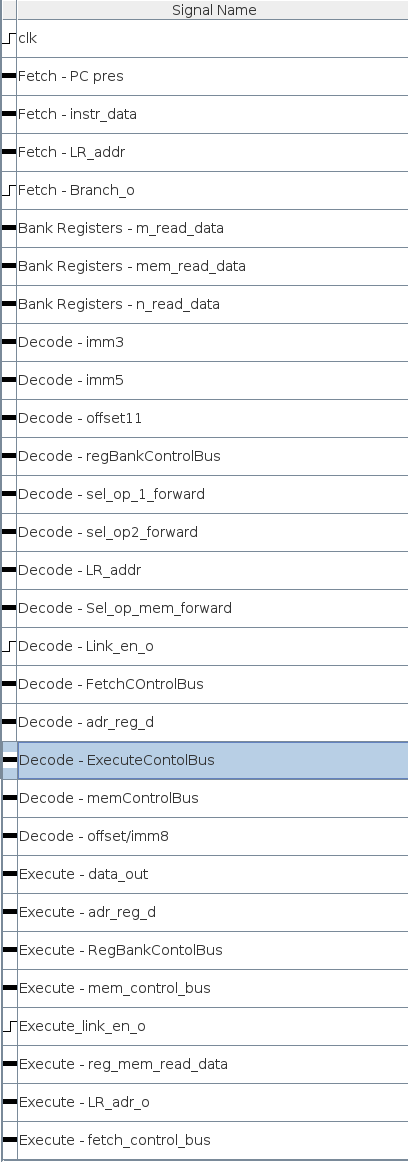 Signal Name
clk
Fetch - PC pres
Fetch - instr_data
Fetch - LR_addr
Fetch - Branch_o
Bank Registers - m_read_data
Bank Registers - mem_read_data
Bank Registers - n_read_data
Decode - imm3
Decode - imm5
Decode - offset11
Decode - regBankControlBus
Decode - sel_op_1_forward
Decode - sel_op2_forward
Decode - LR_addr
Decode - Sel_op_mem_forward
Decode - Link_en_o
Decode - FetchCOntrolBus
Decode - adr_reg_d
Decode - ExecuteContolBus
Decode - memControlBus
Decode - offset/imm8
Execute - data_out
Execute - adr_reg_d
Execute - RegBankContolBus
Execute - mem_control_bus
Execute_link_en_o
Execute - reg_mem_read_data
Execute - LR_adr_o
Execute - fetch_control_bus